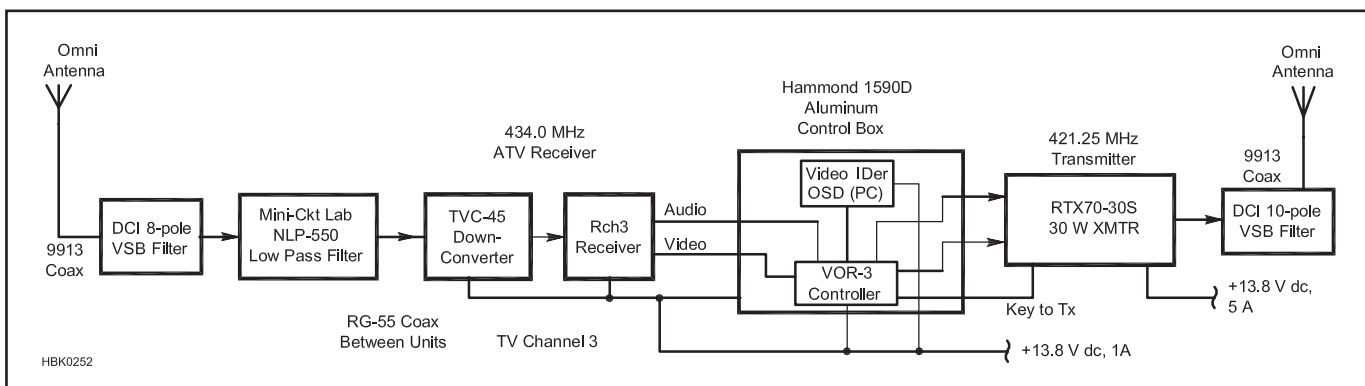 Omni
Antenna
9913
Coax
DCI 8-pole
VSB Filter
Mini-Ckt Lab
NLP-550
Low Pass Filter
TVC-45
Down-
Converter
434.0 MHz
ATV Receiver
Rch3
Receiver
Audio
Video
RG-55 Coax
Between Units
TV Channel 3
Hammond 1590D
Aluminum
Control Box
Video IDer
OSD (PC)
VOR-3
Controller
Key to Tx
+13.8 V dc, 1A
421.25 MHz
Transmitter
RTX70-30S
30 W XMTR
+13.8 V dc,
5 A
Omni
Antenna
9913
Coax
DCI 10-pole
VSB Filter
HBK0252